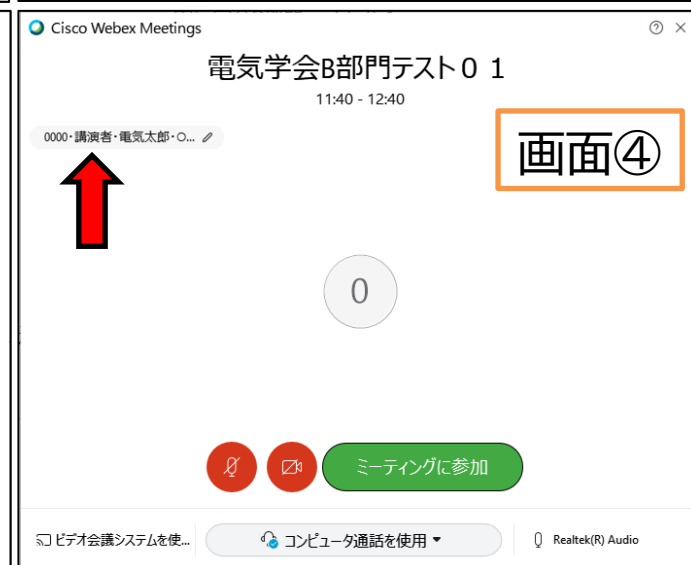 Cisco Webex Meetings
電気学会B部門テスト０１
11:40 - 12:40
0000・講演者・電気太郎・○...
画面④
0
ミーティングに参加
ビデオ会議システムを使...
コンピュータ通話を使用
Realtek(R) Audio